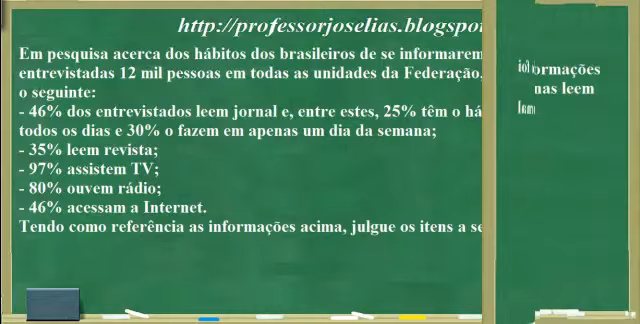 http://professorjoselias.blogspo
Em pesquisa acerca dos hábitos dos brasileiros de se informarem
entrevistadas 12 mil pessoas em todas as unidades da Federação,
o seguinte:
- 46% dos entrevistados leem jornal e, entre estes, 25% têm o há
todos os dias e 30% o fazem em apenas um dia da semana;
- 35% leem revista;
- 97% assistem TV;
- 80% ouvem rádio;
- 46% acessam a Internet.
Tendo como referência as informações acima, julgue os itens a se
ormações
nas leem